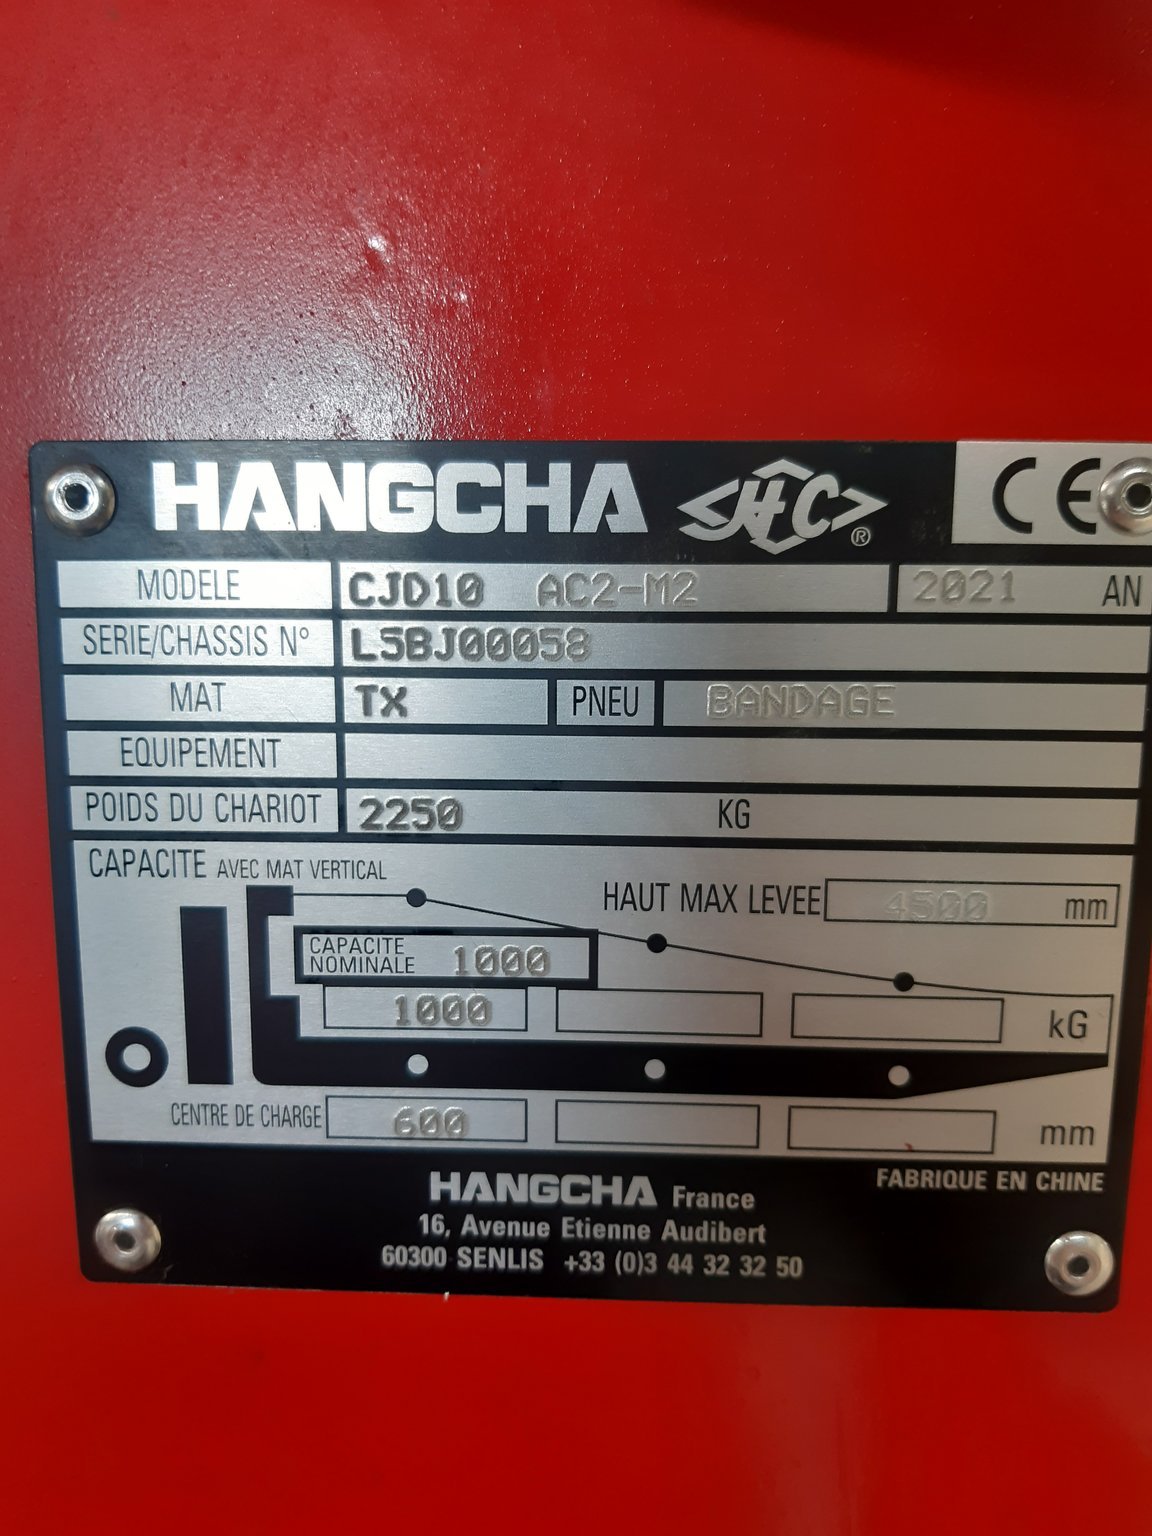 HANGCHA HC ® CE
MODELE CJD10 AC2-M2 2021 AN
SERIE/CHASSIS N° L5BJ00058
MAT TX PNEU BANDAGE
EQUIPEMENT
POIDS DU CHARIOT 2250 KG
CAPACITE AVEC MAT VERTICAL
HAUT MAX LEVEE 4500 mm
CAPACITE
NOMINALE 1000
1000 kG
CENTRE DE CHARGE 600 mm
FABRIQUE EN CHINE
HANGCHA France
16, Avenue Etienne Audibert
60300 SENLIS +33 (0)3 44 32 32 50